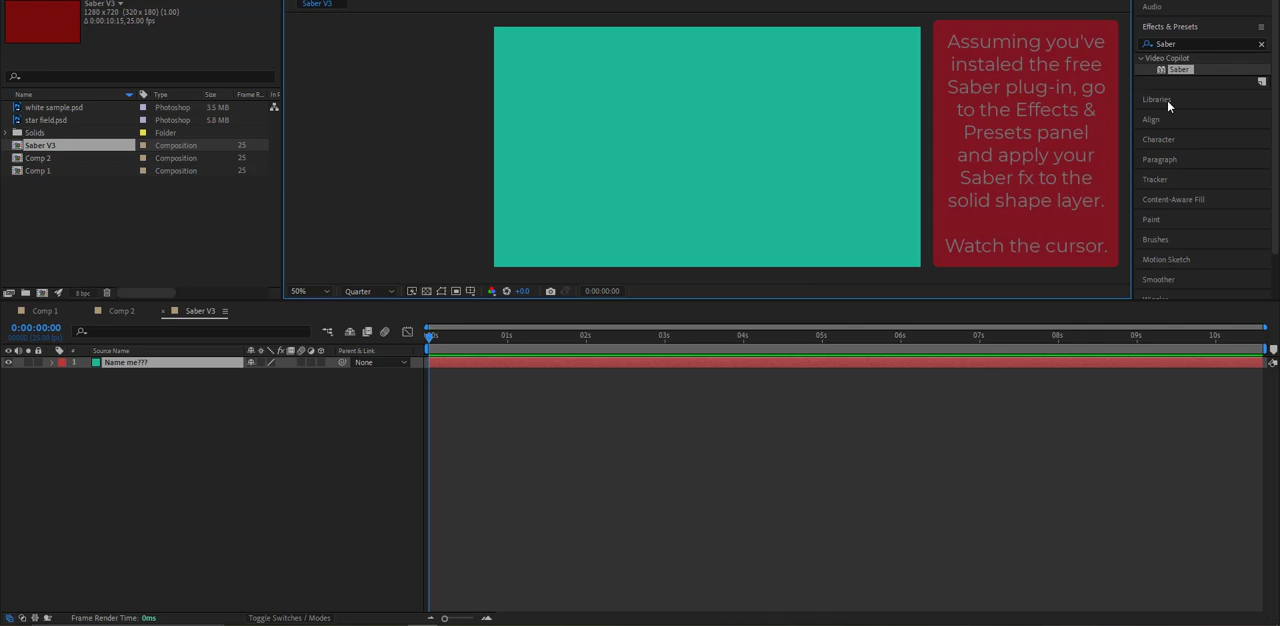 Saber V3
1280 x 720 (320 x 180) (1.00)
Δ 0:00:10:15, 25.00 fps
Name Type Size Frame R... In P
white sample.psd Photoshop 3.5 MB
star field.psd Photoshop 5.8 MB
Solids Folder
Saber V3 Composition 25
Comp 2 Composition 25
Comp 1 Composition 25
8 bpc
Saber V3
Assuming you've
instaled the free
Saber plug-in, go
to the Effects &
Presets panel
and apply your
Saber fx to the
solid shape layer.
Watch the cursor.
50% Quarter +0.0 0:00:00:00
Audio
Effects & Presets
Saber
Video Copilot
Saber
Libraries
Align
Character
Paragraph
Tracker
Content-Aware Fill
Paint
Brushes
Motion Sketch
Smoother
Comp 1 Comp 2 Saber V3
0:00:00:00
00000 (25.00 fps)
01s 02s 03s 04s 05s 06s 07s 08s 09s 10s
# Source Name fx Parent & Link
1 Name me??? None
Frame Render Time: 0ms Toggle Switches / Modes